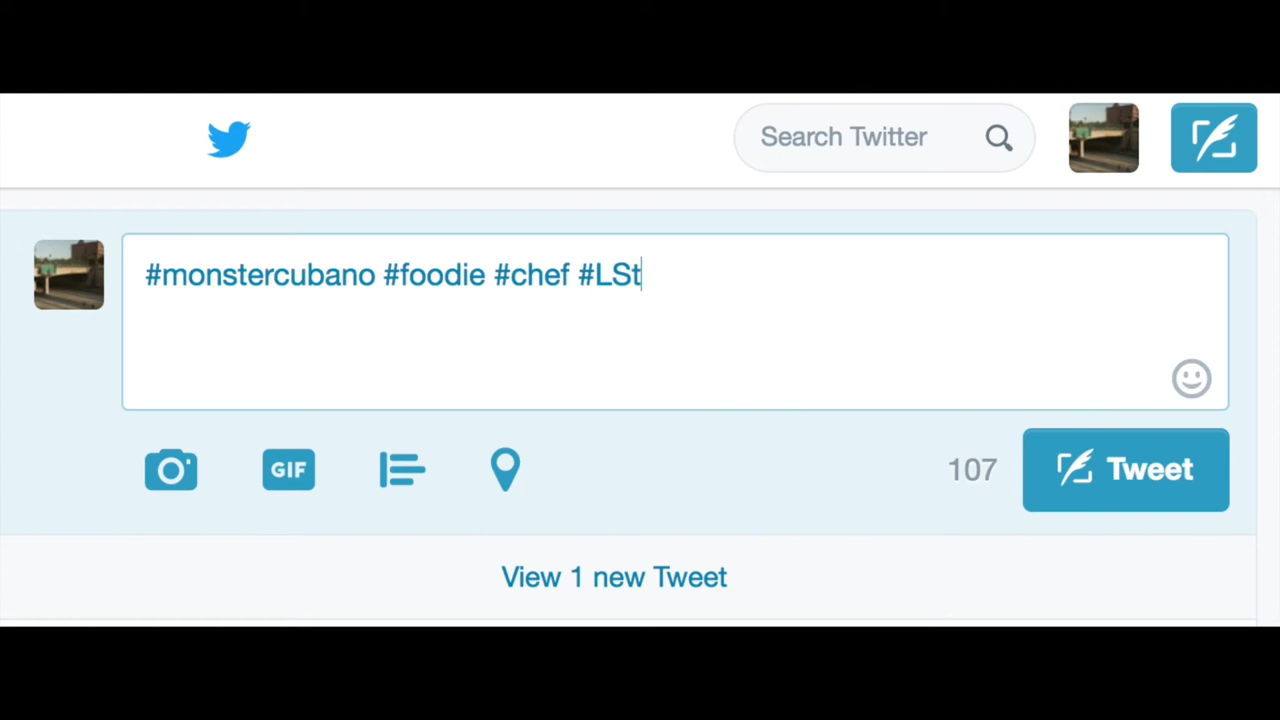 Search Twitter
#monstercubano #foodie #chef #LSt
GIF
107
Tweet
View 1 new Tweet